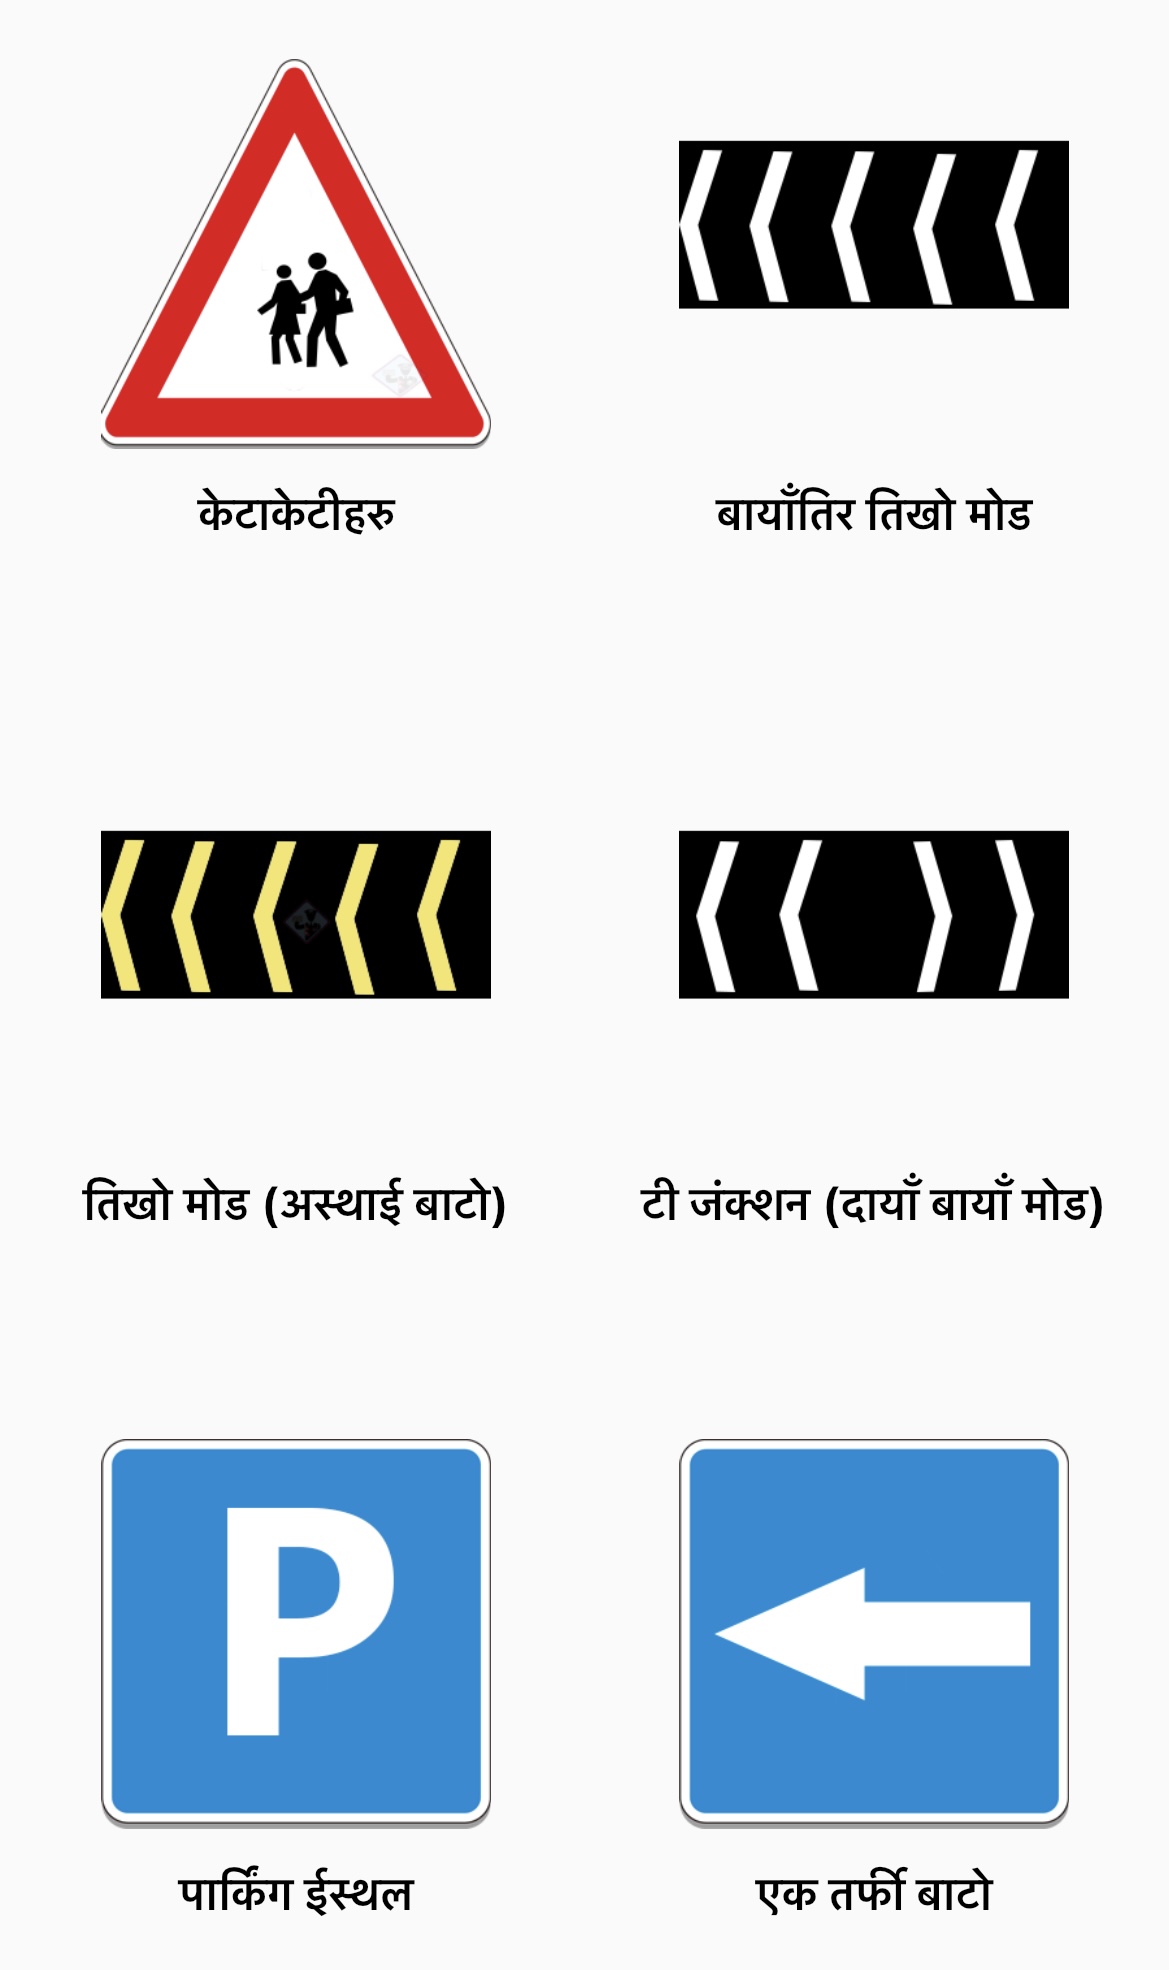 केटाकेटीहरु
बायाँतिर तिखो मोड
तिखो मोड (अस्थाई बाटो)
टी जंक्शन (दायाँ बायाँ मोड)
P
पार्किंग ईस्थल
एक तर्फी बाटो